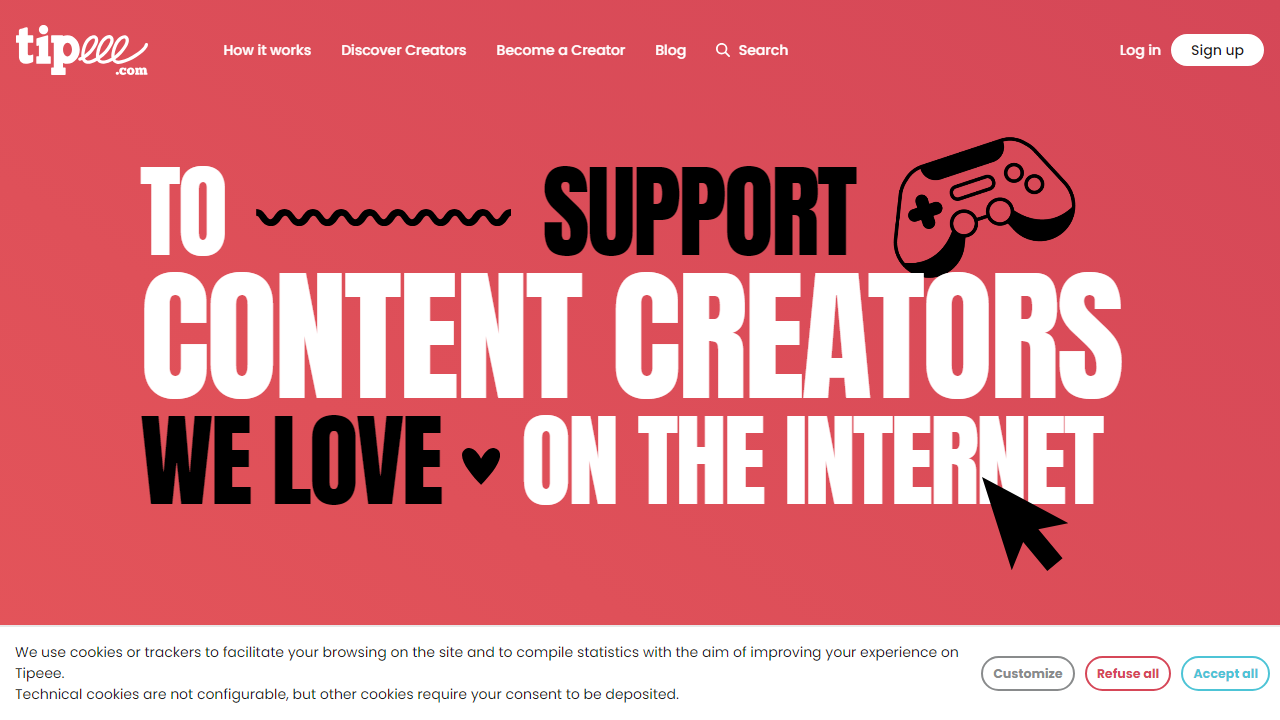 tipeee
.com
How it works
Discover Creators
Become a Creator
Blog
Search
Log in
Sign up
TO SUPPORT
CONTENT CREATORS
WE LOVE ON THE INTERNET
We use cookies or trackers to facilitate your browsing on the site and to compile statistics with the aim of improving your experience on
Tipeee.
Technical cookies are not configurable, but other cookies require your consent to be deposited.
Customize
Refuse all
Accept all